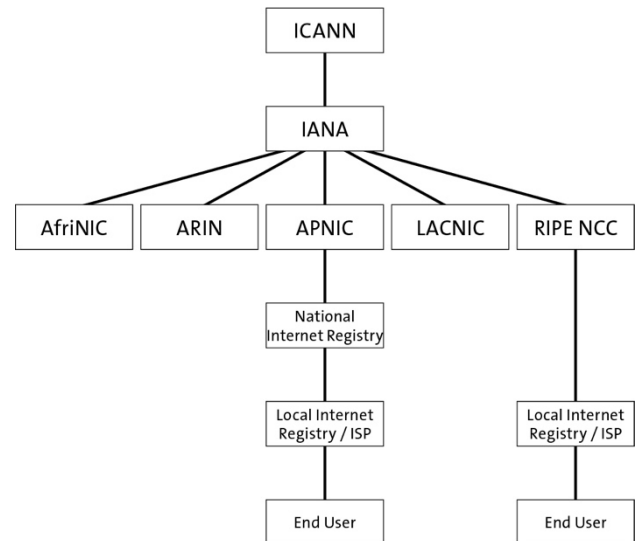 ICANN
IANA
AfriNIC
ARIN
APNIC
LACNIC
RIPE NCC
National
Internet Registry
Local Internet
Registry / ISP
Local Internet
Registry / ISP
End User
End User